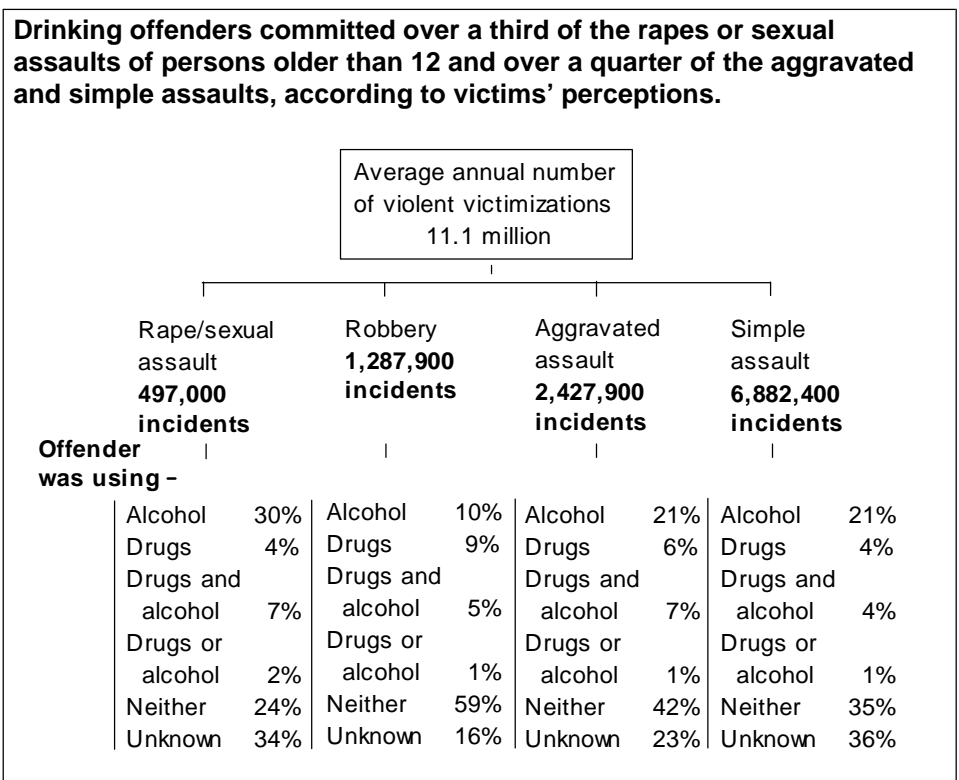 Drinking offenders committed over a third of the rapes or sexual
assaults of persons older than 12 and over a quarter of the aggravated
and simple assaults, according to victims’ perceptions.
Average annual number
of violent victimizations
11.1 million
Rape/sexual
assault
497,000
incidents
Robbery
1,287,900
incidents
Aggravated
assault
2,427,900
incidents
Simple
assault
6,882,400
incidents
Offender
was using –
Alcohol 30%
Drugs 4%
Drugs and
alcohol 7%
Drugs or
alcohol 2%
Neither 24%
Unknown 34%
Alcohol 10%
Drugs 9%
Drugs and
alcohol 5%
Drugs or
alcohol 1%
Neither 59%
Unknown 16%
Alcohol 21%
Drugs 6%
Drugs and
alcohol 7%
Drugs or
alcohol 1%
Neither 42%
Unknown 23%
Alcohol 21%
Drugs 4%
Drugs and
alcohol 4%
Drugs or
alcohol 1%
Neither 35%
Unknown 36%